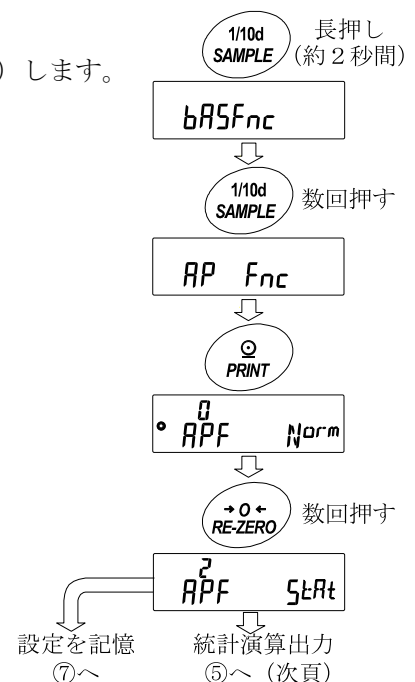 1/10d
SAMPLE
長押し
(約２秒間)
) します。
bASFnc
1/10d
SAMPLE
数回押す
AP Fnc
PRINT
0
APF Norm
→0←
RE-ZERO
数回押す
2
APF StAt
設定を記憶
⑦へ
統計演算出力
⑤へ（次頁）